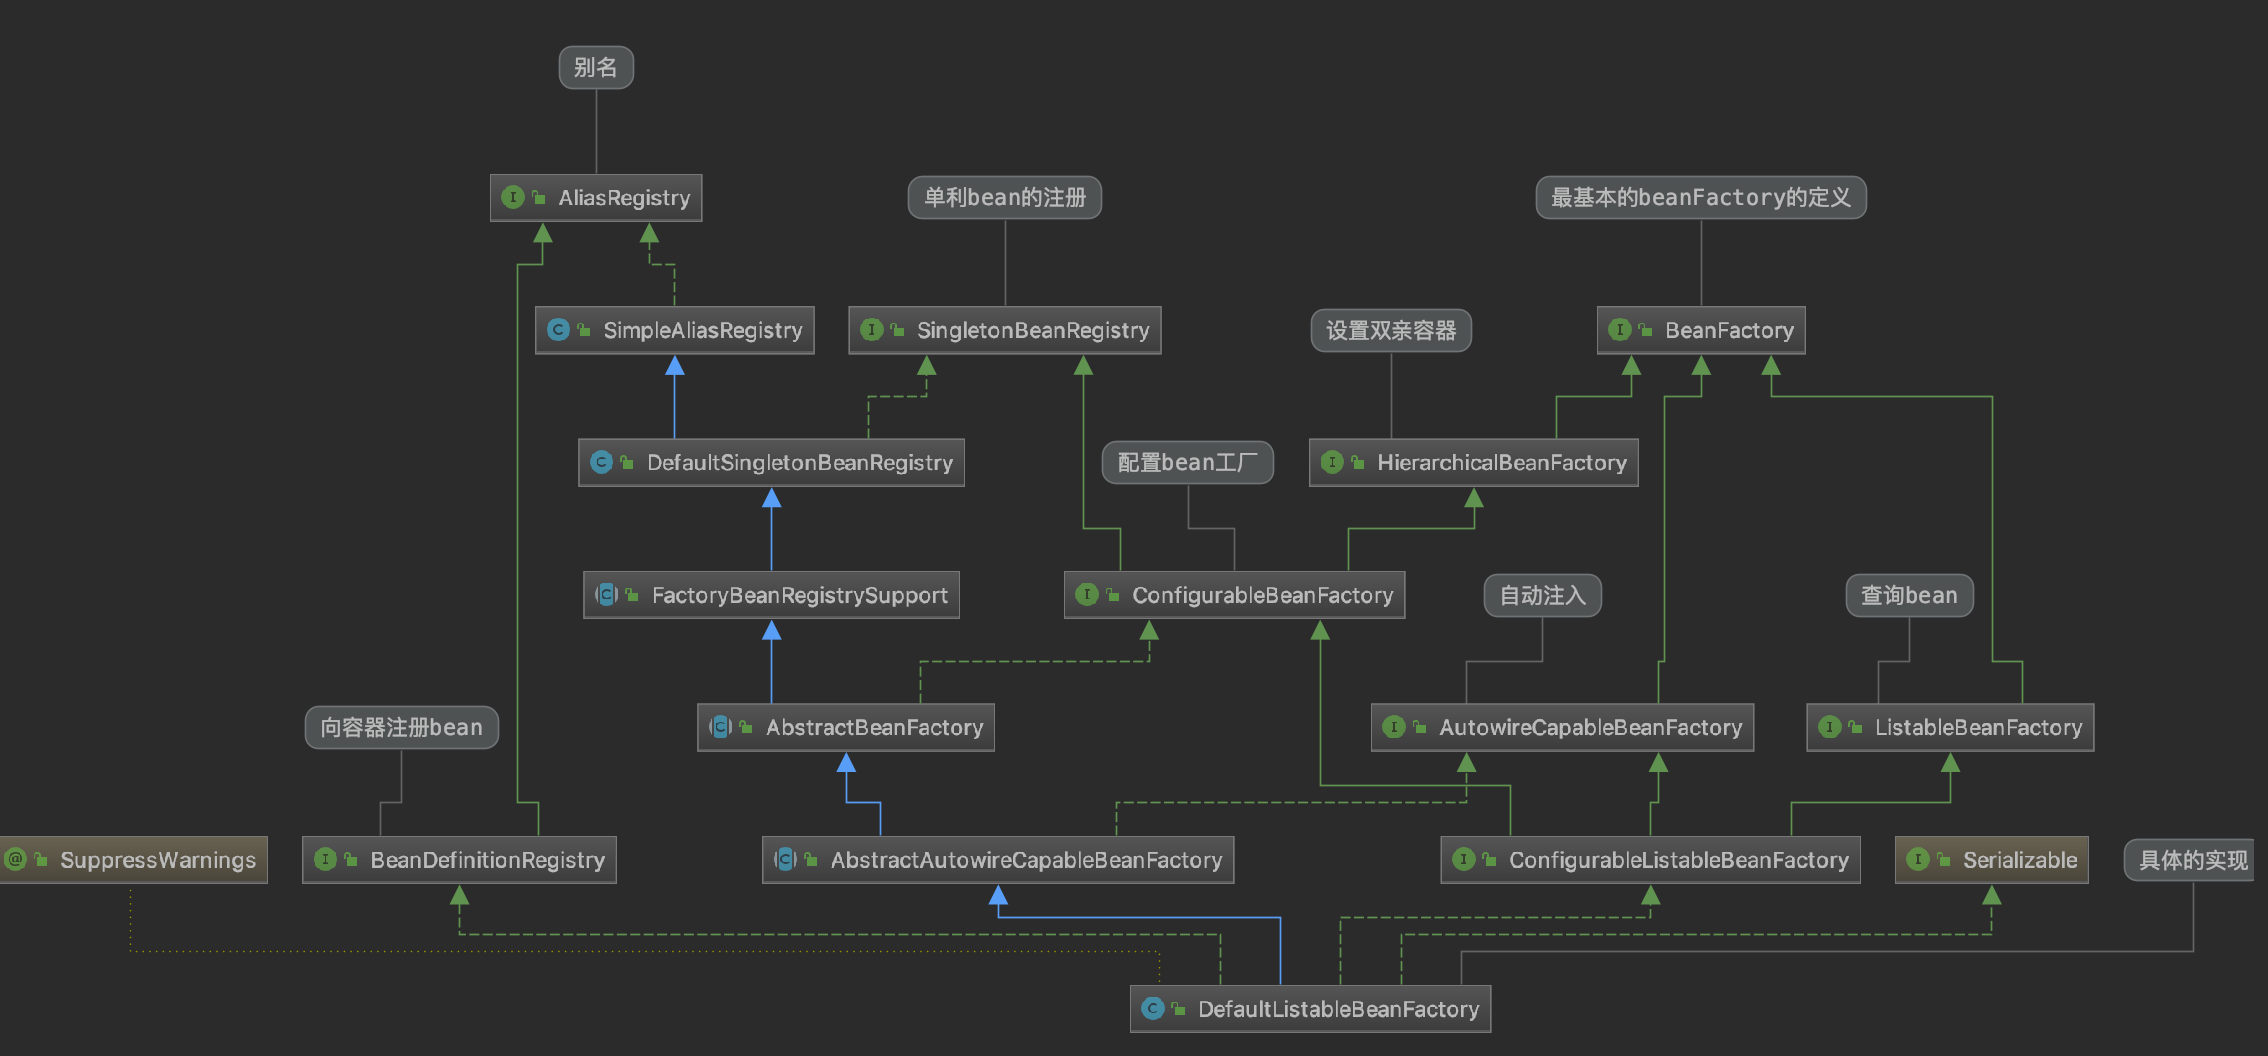 别名
AliasRegistry
单利bean的注册
最基本的beanFactory的定义
SimpleAliasRegistry
SingletonBeanRegistry
设置双亲容器
BeanFactory
DefaultSingletonBeanRegistry
配置bean工厂
HierarchicalBeanFactory
FactoryBeanRegistrySupport
ConfigurableBeanFactory
自动注入
查询bean
向容器注册bean
AbstractBeanFactory
AutowireCapableBeanFactory
ListableBeanFactory
SuppressWarnings
BeanDefinitionRegistry
AbstractAutowireCapableBeanFactory
ConfigurableListableBeanFactory
Serializable
具体的实现
DefaultListableBeanFactory